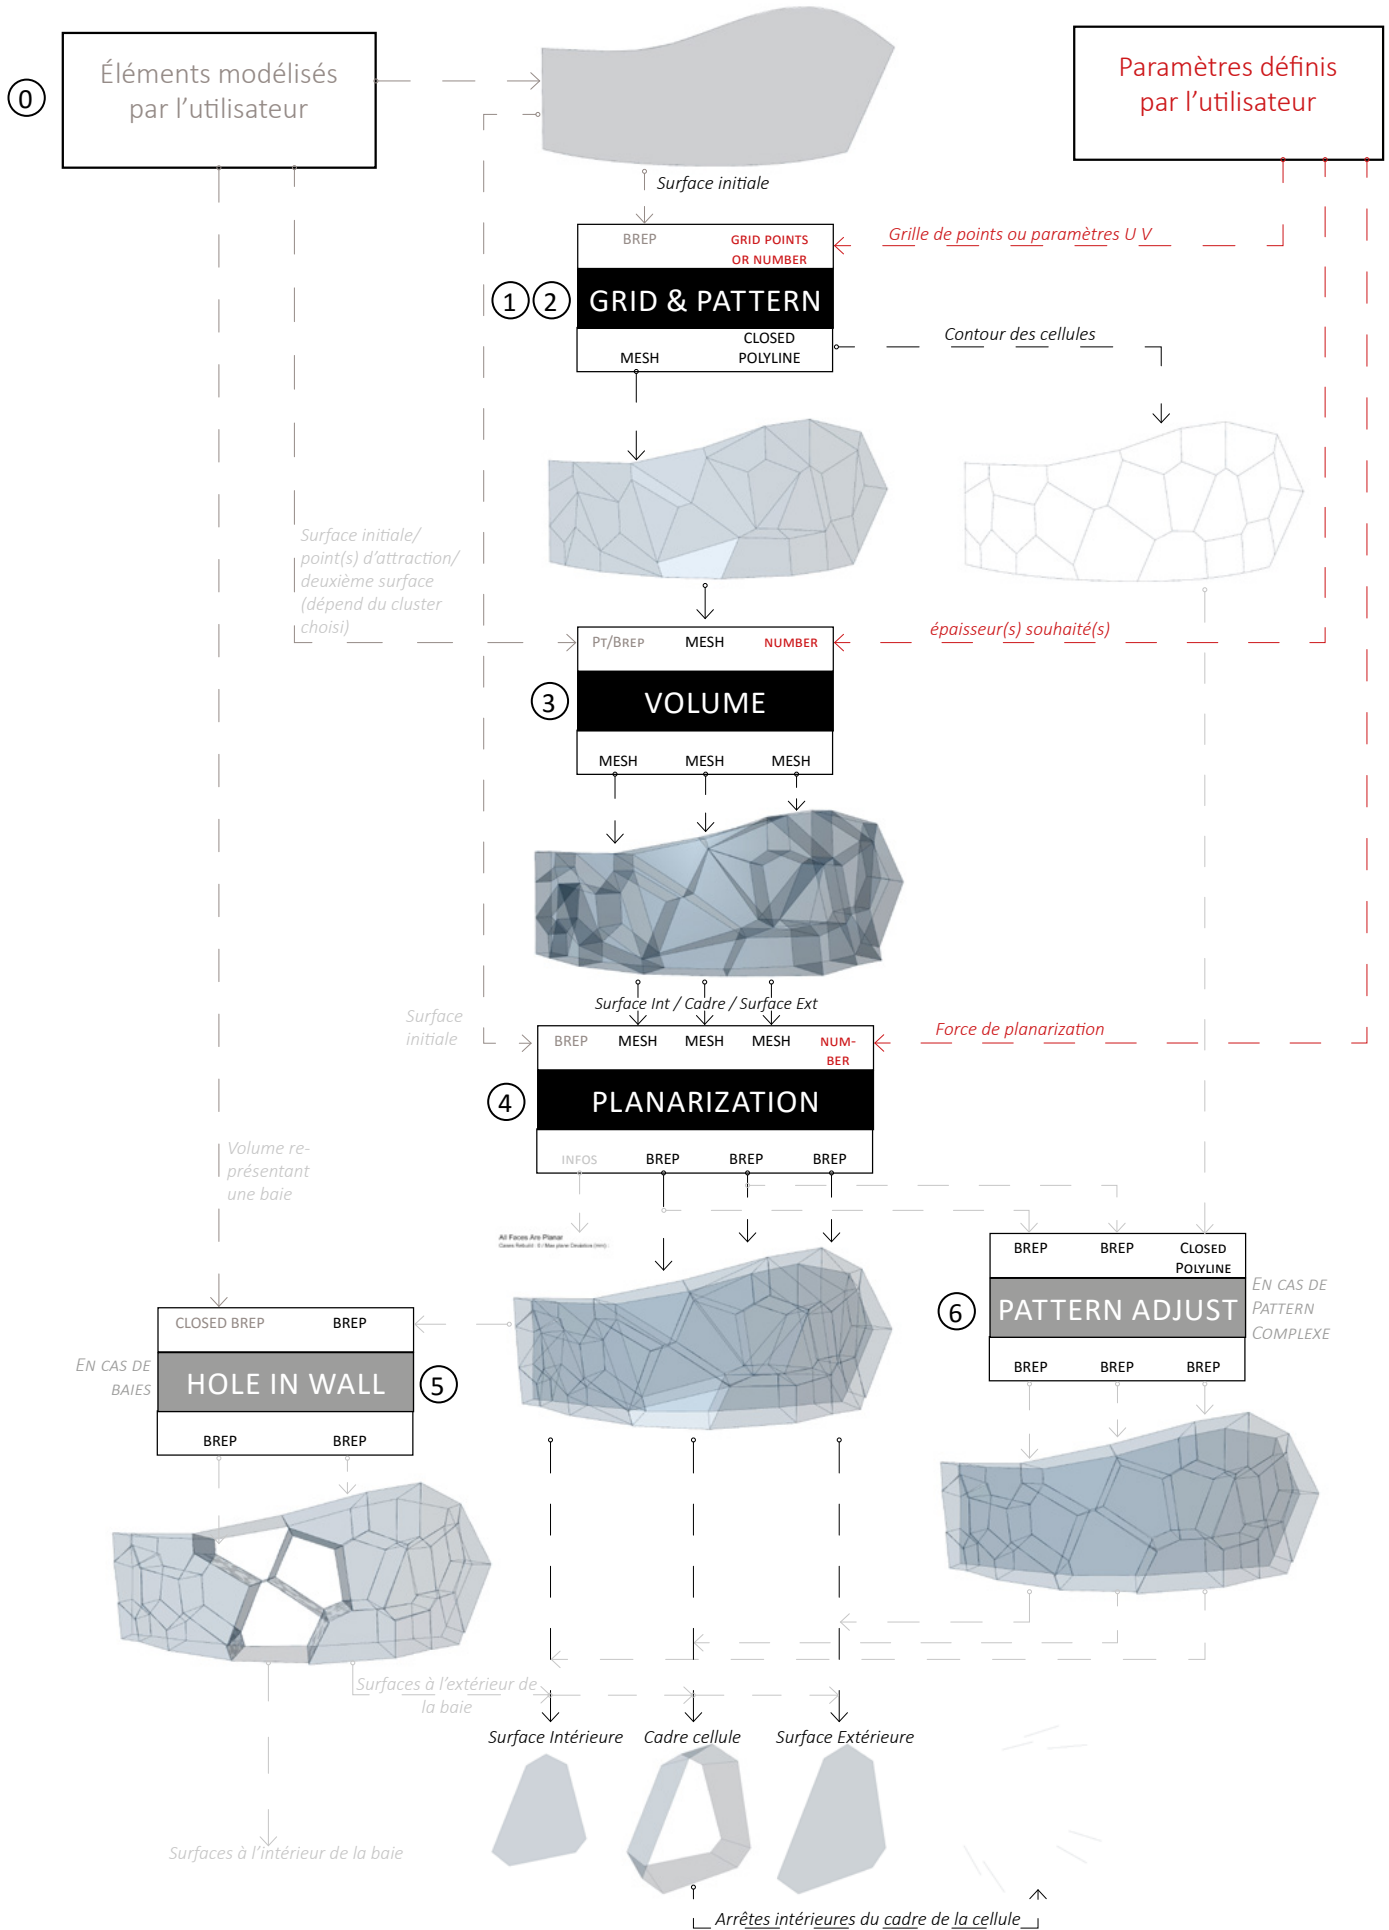 0
Éléments modélisés
par l'utilisateur
Paramètres définis
par l'utilisateur
Surface initiale
BREP
GRID POINTS
OR NUMBER
Grille de points ou paramètres U V
1
2
GRID & PATTERN
MESH
CLOSED
POLYLINE
Contour des cellules
Surface initiale/
point(s) d'attraction/
deuxième surface
(dépend du cluster
choisi)
PT/BREP
MESH
NUMBER
épaisseur(s) souhaité(s)
3
VOLUME
MESH
MESH
MESH
Surface Int / Cadre / Surface Ext
Surface
initiale
BREP
MESH
MESH
MESH
NUM-
BER
Force de planarization
4
PLANARIZATION
INFOS
BREP
BREP
BREP
Volume re-
présentant
une baie
All Faces Are Planar
Cases Rebuild : 0 / Max plane Deviation (mm) :
BREP
BREP
CLOSED
POLYLINE
6
PATTERN ADJUST
EN CAS DE
PATTERN
COMPLEXE
BREP
BREP
BREP
CLOSED BREP
BREP
EN CAS DE
BAIES
HOLE IN WALL
5
BREP
BREP
Surfaces à l'extérieur de
la baie
Surface Intérieure
Cadre cellule
Surface Extérieure
Surfaces à l'intérieur de la baie
Arrêtes intérieures du cadre de la cellule